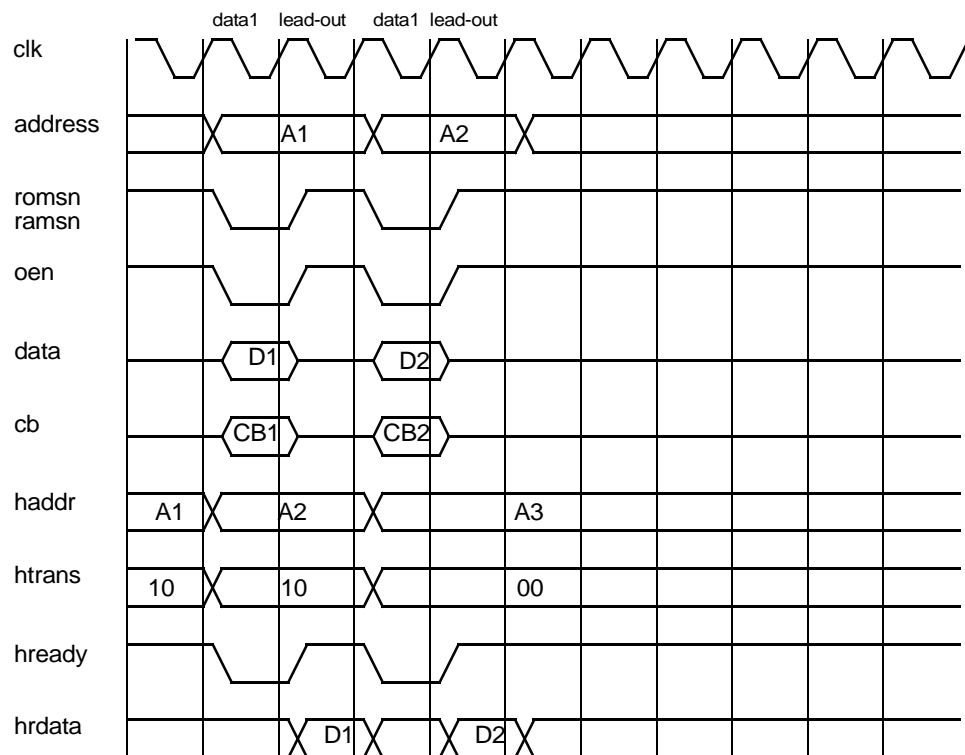 data1 lead-out data1 lead-out
clk
address A1 A2
romsn
ramsn
oen
data D1 D2
cb CB1 CB2
haddr A1 A2 A3
htrans 10 10 00
hready
hrdata D1 D2